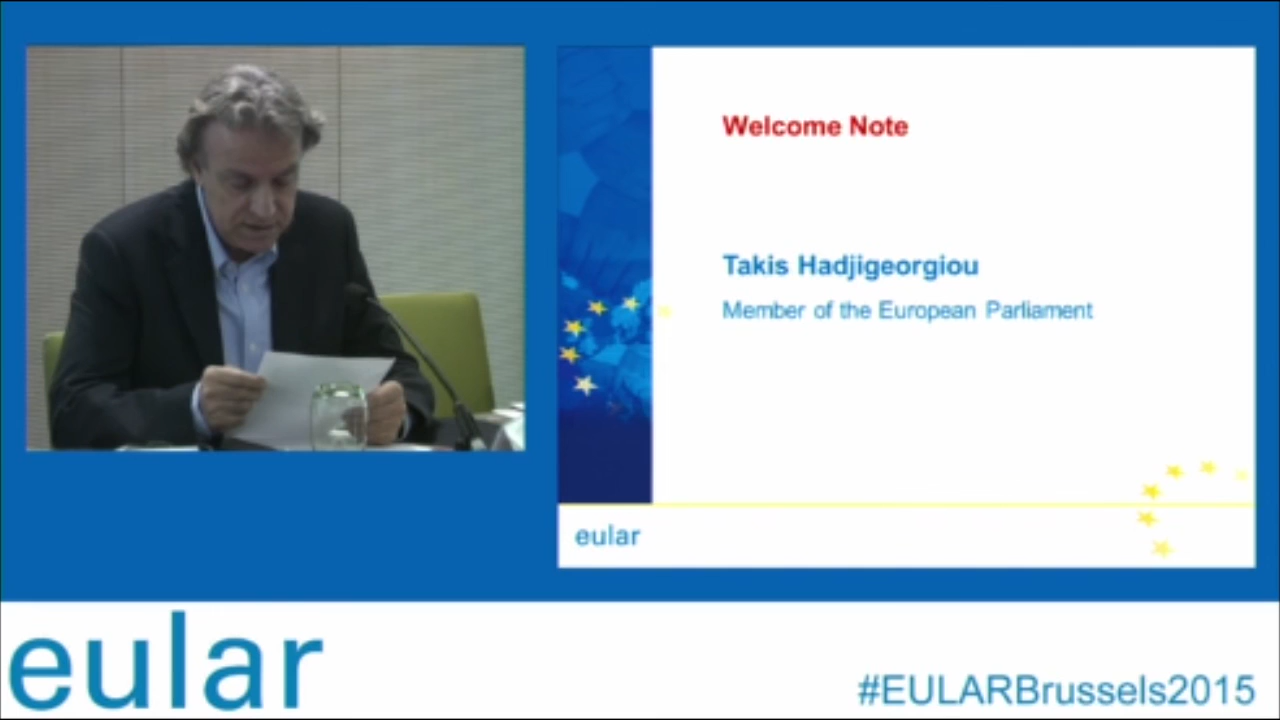 Welcome Note
Takis Hadjigeorgiou
Member of the European Parliament
eular
eular
#EULARBrussels2015